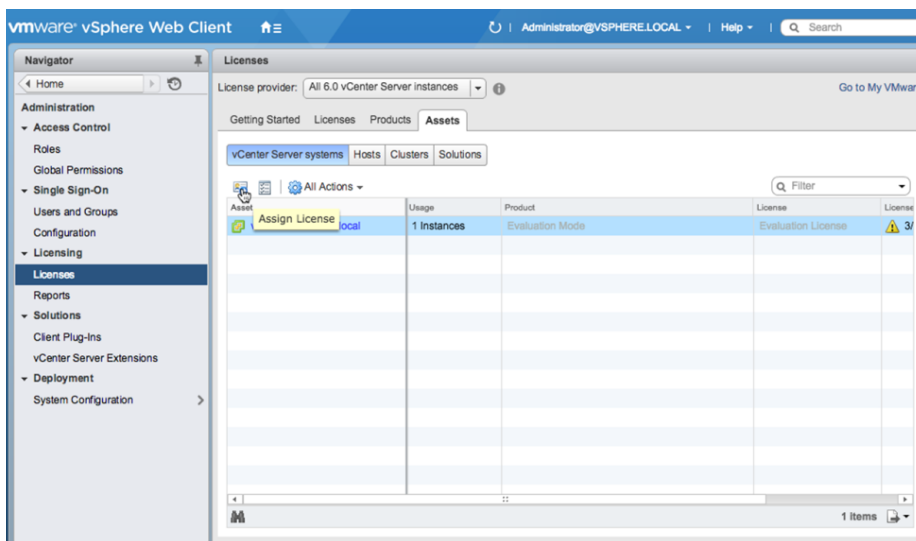 vmware® vSphere Web Client Administrator@VSPHERE.LOCAL Help Search
Navigator
Home
Administration
Access Control
Roles
Global Permissions
Single Sign-On
Users and Groups
Configuration
Licensing
Licenses
Reports
Solutions
Client Plug-Ins
vCenter Server Extensions
Deployment
System Configuration
Licenses
License provider: All 6.0 vCenter Server instances Go to My VMwar
Getting Started Licenses Products Assets
vCenter Server systems Hosts Clusters Solutions
All Actions Filter
Asset Usage Product License License
Assign License
local 1 Instances Evaluation Mode Evaluation License 3/
1 Items